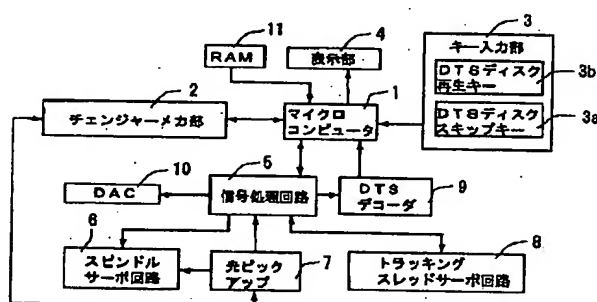 11
RAM
4
表示部
3
キー入力部
DTSディスク
再生キー
3b
DTSディスク
スキップキー
3a
2
チェンジャーメカ部
1
マイクロ
コンピュータ
10
DAC
5
信号処理回路
DTS
デコーダ
9
6
スピンドル
サーボ回路
光ピック
アップ
7
トラッキング
スレッドサーボ回路
8